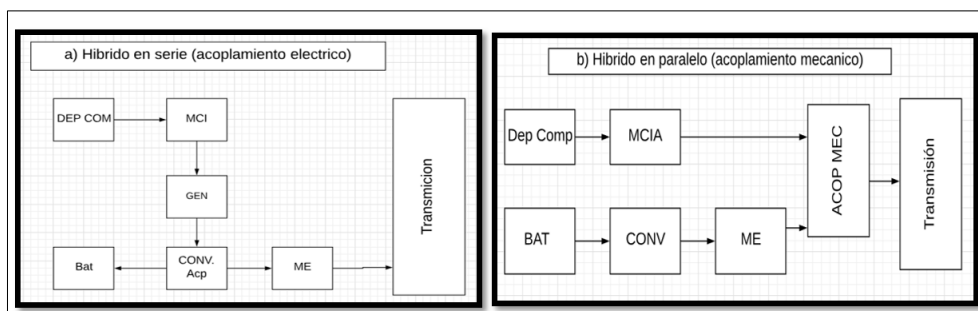 a) Hibrido en serie (acoplamiento electrico)
DEP COM
MCI
GEN
Bat
CONV.
Acp
ME
Transmicion
b) Hibrido en paralelo (acoplamiento mecanico)
Dep Comp
MCIA
BAT
CONV
ME
ACOP MEC
Transmisión